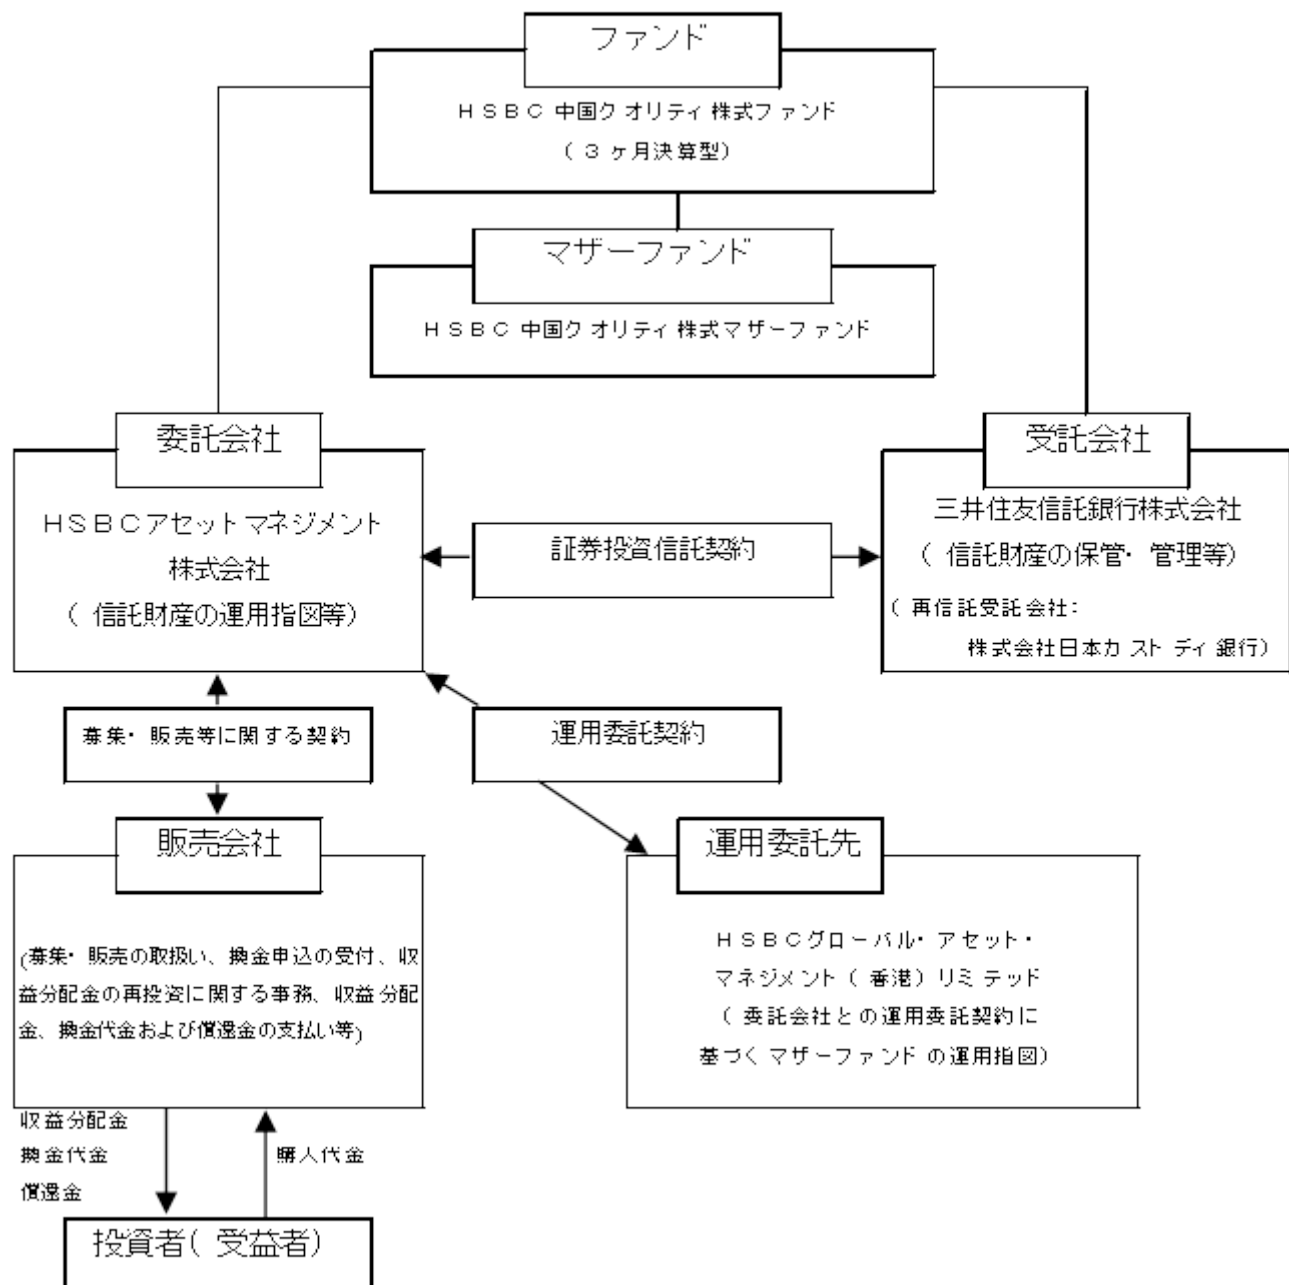 ファンド
HSBC中国クオリティ株式ファンド
(3ヶ月決算型)
マザーファンド
HSBC中国クオリティ株式マザーファンド
委託会社
HSBCアセットマネジメント
株式会社
(信託財産の運用指図等)
証券投資信託契約
受託会社
三井住友信託銀行株式会社
(信託財産の保管・管理等)
(再信託受託会社:
株式会社日本カストディ銀行)
募集・販売等に関する契約
運用委託契約
販売会社
(募集・販売の取扱い、換金申込の受付、収
益分配金の再投資に関する事務、収益分配
金、換金代金および償還金の支払い等)
運用委託先
HSBCグローバル・アセット・
マネジメント(香港)リミテッド
(委託会社との運用委託契約に
基づくマザーファンドの運用指図)
収益分配金
換金代金
償還金
購入代金
投資者(受益者)